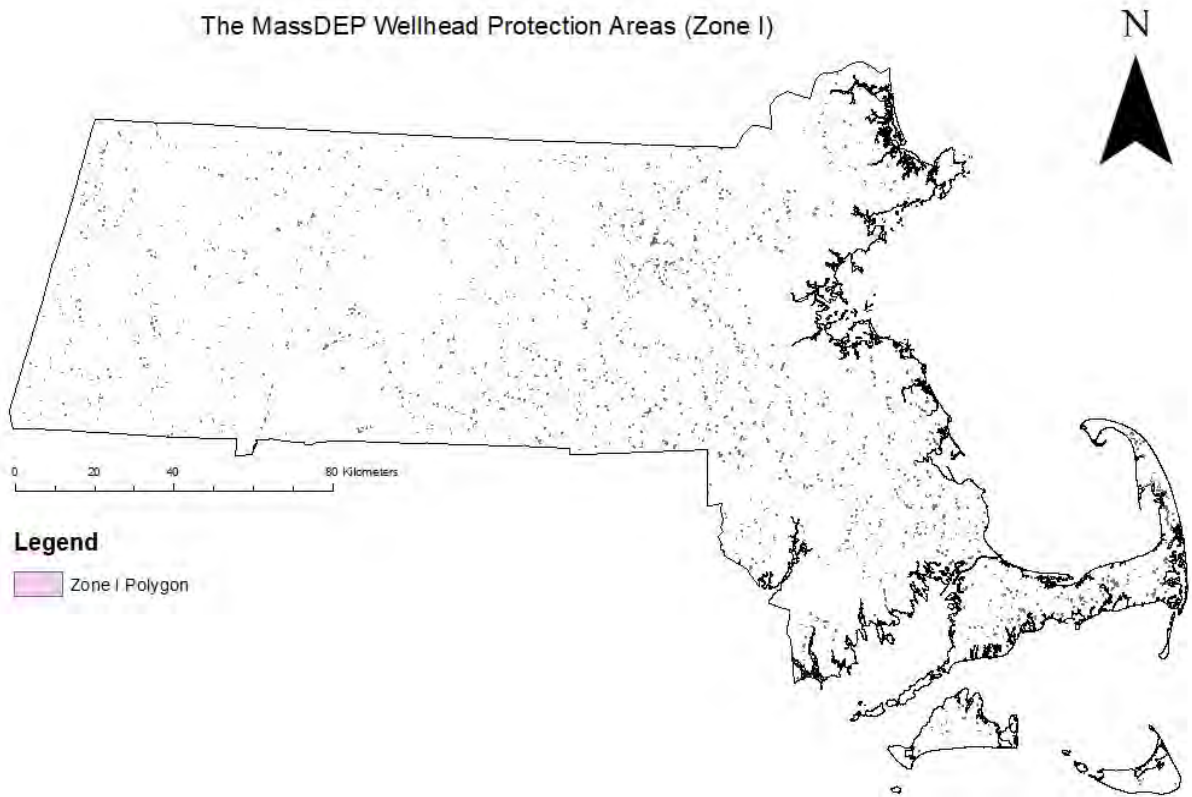 The MassDEP Wellhead Protection Areas (Zone I)
N
0 20 40 80 Kilometers
Legend
Zone I Polygon